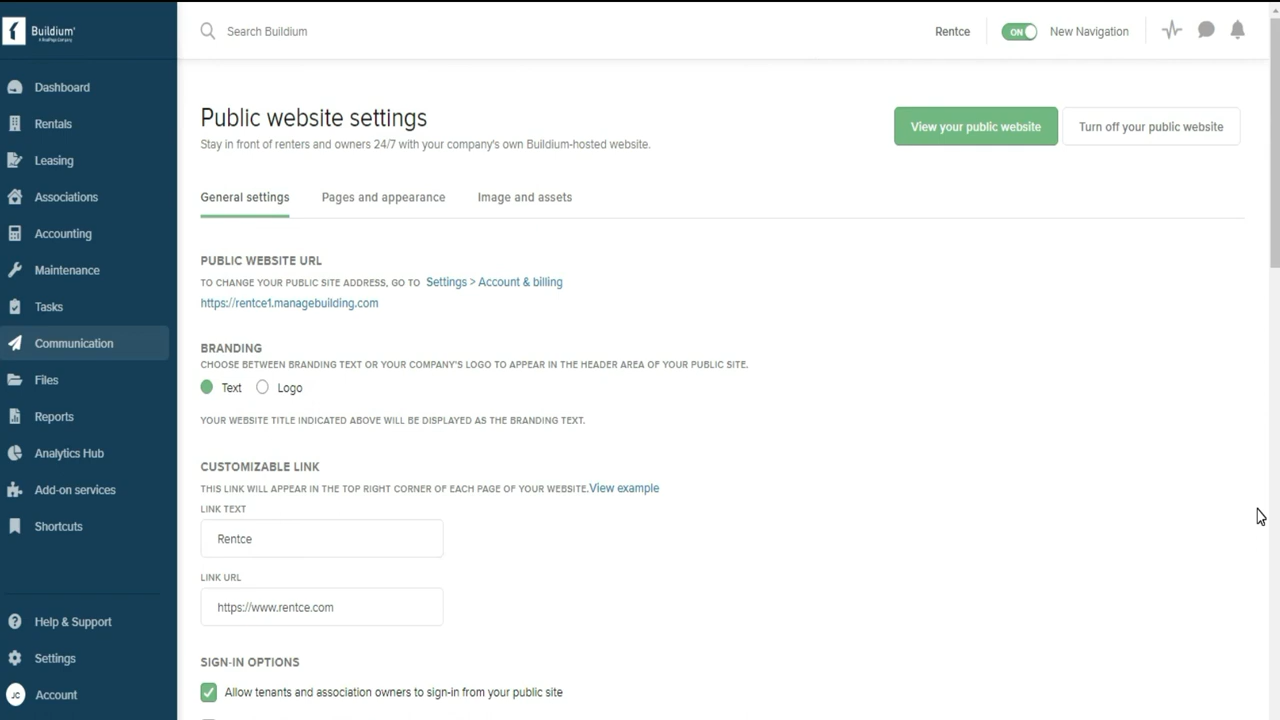 Buildium
Search Buildium
Rentce
ON
New Navigation
Dashboard
Rentals
Leasing
Associations
Accounting
Maintenance
Tasks
Communication
Files
Reports
Analytics Hub
Add-on services
Shortcuts
Help & Support
Settings
JC
Account
Public website settings
Stay in front of renters and owners 24/7 with your company's own Buildium-hosted website.
View your public website
Turn off your public website
General settings
Pages and appearance
Image and assets
PUBLIC WEBSITE URL
TO CHANGE YOUR PUBLIC SITE ADDRESS, GO TO Settings > Account & billing
https://rentce1.managebuilding.com
BRANDING
CHOOSE BETWEEN BRANDING TEXT OR YOUR COMPANY'S LOGO TO APPEAR IN THE HEADER AREA OF YOUR PUBLIC SITE.
Text
Logo
YOUR WEBSITE TITLE INDICATED ABOVE WILL BE DISPLAYED AS THE BRANDING TEXT.
CUSTOMIZABLE LINK
THIS LINK WILL APPEAR IN THE TOP RIGHT CORNER OF EACH PAGE OF YOUR WEBSITE.View example
LINK TEXT
Rentce
LINK URL
https://www.rentce.com
SIGN-IN OPTIONS
Allow tenants and association owners to sign-in from your public site